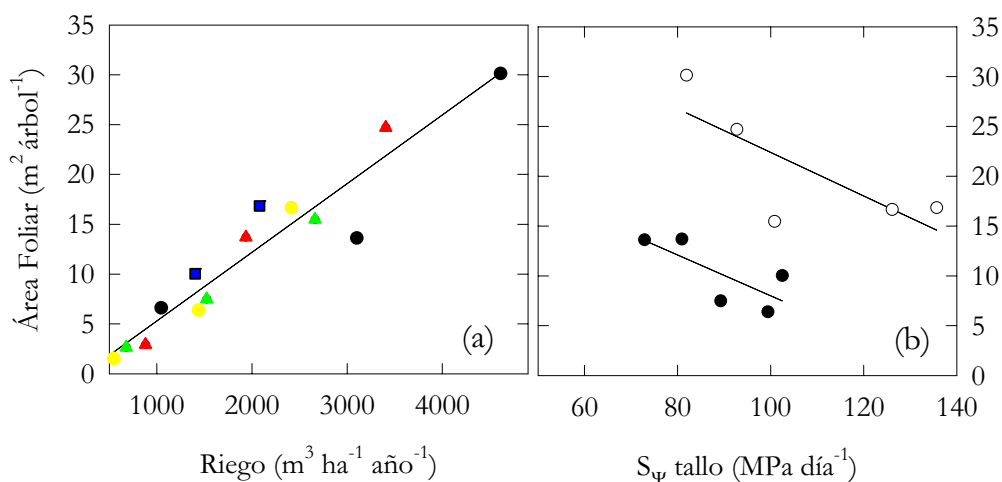 Área Foliar (m² árbol⁻¹)
35
30
25
20
15
10
5
0
(a)
1000 2000 3000 4000
Riego (m³ ha⁻¹ año⁻¹)
(b)
60 80 100 120 140
S_Ψ tallo (MPa día⁻¹)
35
30
25
20
15
10
5
0